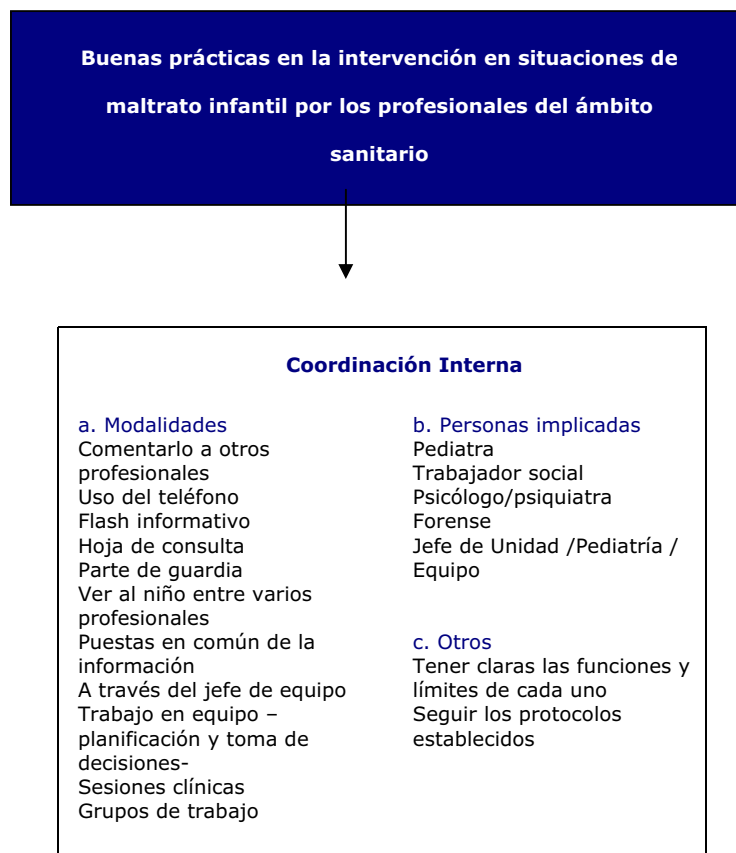 Buenas prácticas en la intervención en situaciones de
maltrato infantil por los profesionales del ámbito
sanitario
Coordinación Interna
a. Modalidades
Comentarlo a otros
profesionales
Uso del teléfono
Flash informativo
Hoja de consulta
Parte de guardia
Ver al niño entre varios
profesionales
Puestas en común de la
información
A través del jefe de equipo
Trabajo en equipo –
planificación y toma de
decisiones-
Sesiones clínicas
Grupos de trabajo
b. Personas implicadas
Pediatra
Trabajador social
Psicólogo/psiquiatra
Forense
Jefe de Unidad /Pediatría /
Equipo
c. Otros
Tener claras las funciones y
límites de cada uno
Seguir los protocolos
establecidos